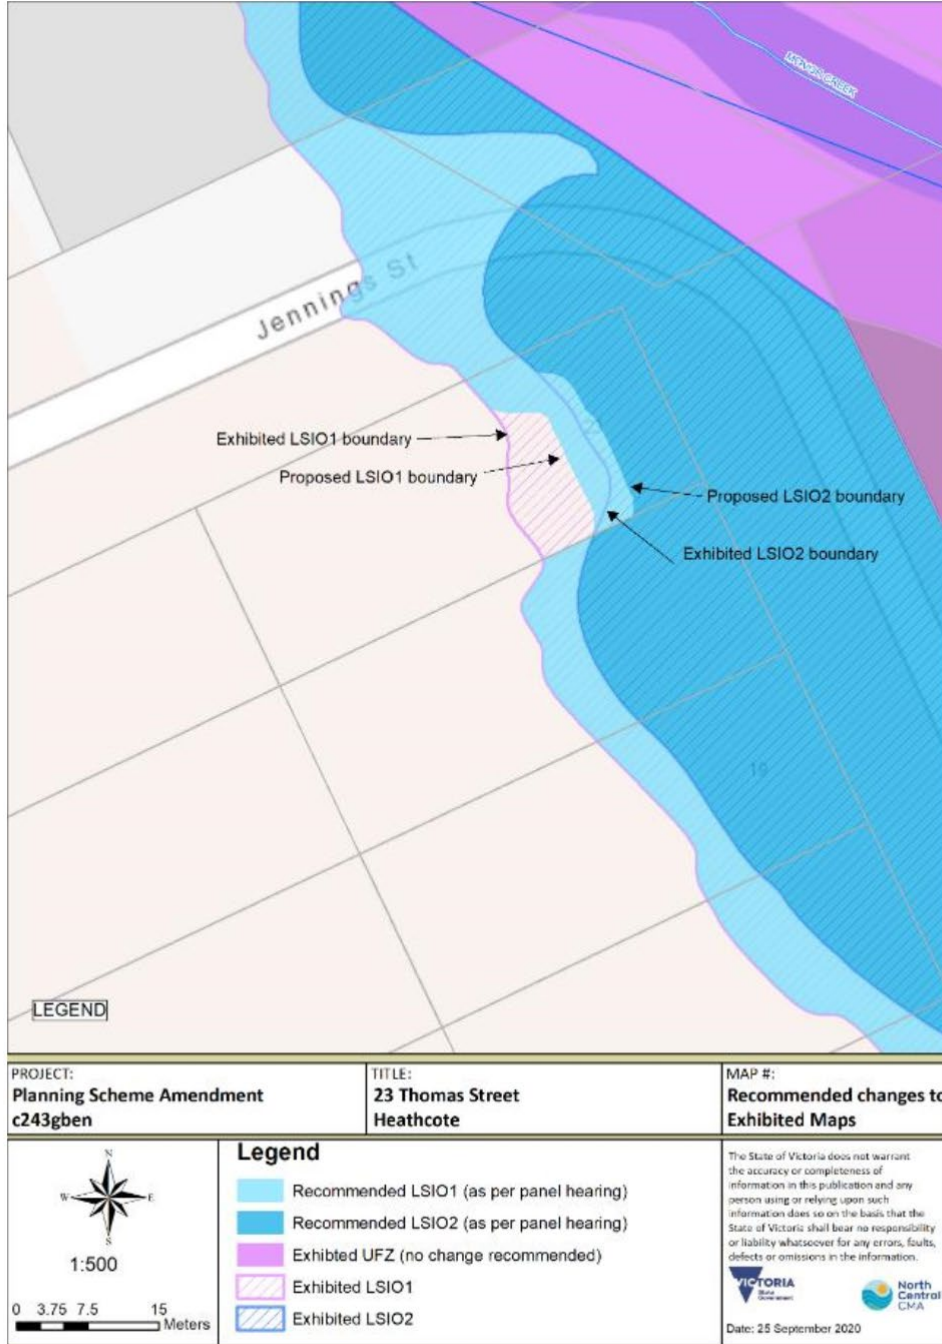 MUNGO CREEK
Jennings St
Exhibited LSIO1 boundary
Proposed LSIO1 boundary
Proposed LSIO2 boundary
Exhibited LSIO2 boundary
19
LEGEND
PROJECT:
Planning Scheme Amendment
c243gben
TITLE:
23 Thomas Street
Heathcote
MAP #:
Recommended changes to
Exhibited Maps
N
W
E
S
1:500
0 3.75 7.5 15
Meters
Legend
Recommended LSIO1 (as per panel hearing)
Recommended LSIO2 (as per panel hearing)
Exhibted UFZ (no change recommended)
Exhibited LSIO1
Exhibited LSIO2
The State of Victoria does not warrant
the accuracy or completeness of
information in this publication and any
person using or relying upon such
information does so on the basis that the
State of Victoria shall bear no responsibility
or liability whatsoever for any errors, faults,
defects or omissions in the information.
VICTORIA
State
Government
North
Central
CMA
Date: 25 September 2020